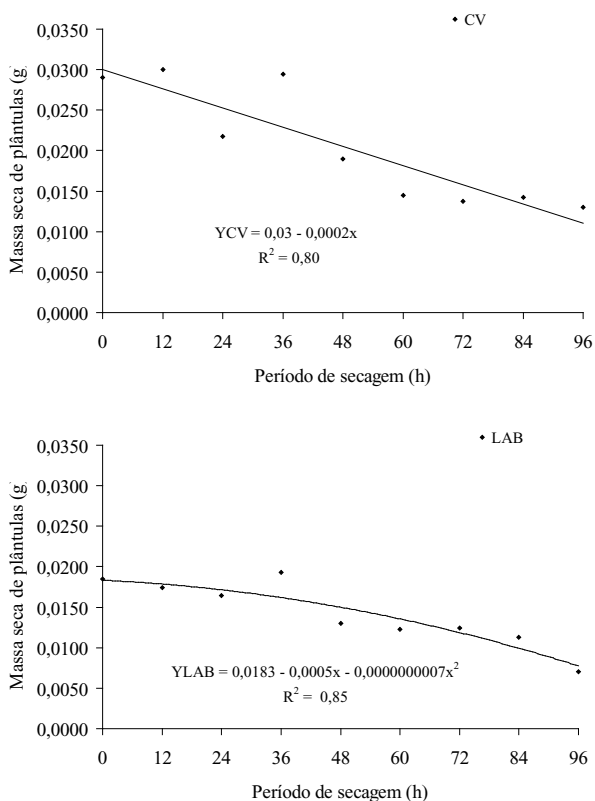 CV
0,0350
0,0300
0,0250
0,0200
0,0150
0,0100
0,0050
0,0000
Massa seca de plântulas (g)
YCV = 0,03 - 0,0002x
R² = 0,80
0 12 24 36 48 60 72 84 96
Período de secagem (h)
LAB
0,0350
0,0300
0,0250
0,0200
0,0150
0,0100
0,0050
0,0000
Massa seca de plântulas (g)
YLAB = 0,0183 - 0,0005x - 0,0000000007x²
R² = 0,85
0 12 24 36 48 60 72 84 96
Período de secagem (h)